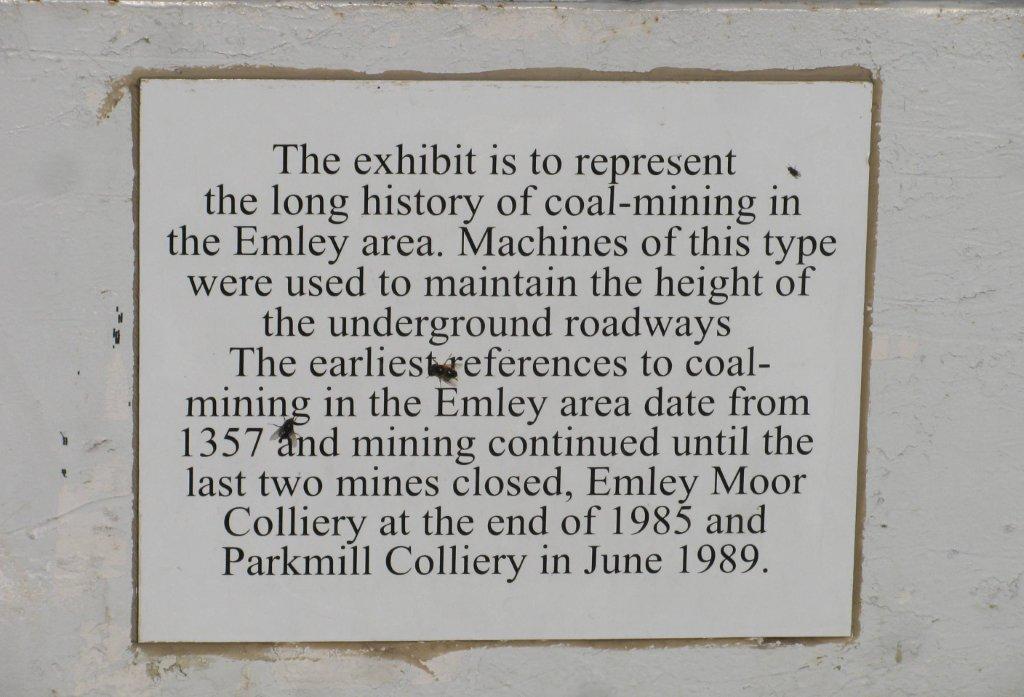 The exhibit is to represent
the long history of coal-mining in
the Emley area. Machines of this type
were used to maintain the height of
the underground roadways
The earliest references to coal-
mining in the Emley area date from
1357 and mining continued until the
last two mines closed, Emley Moor
Colliery at the end of 1985 and
Parkmill Colliery in June 1989.